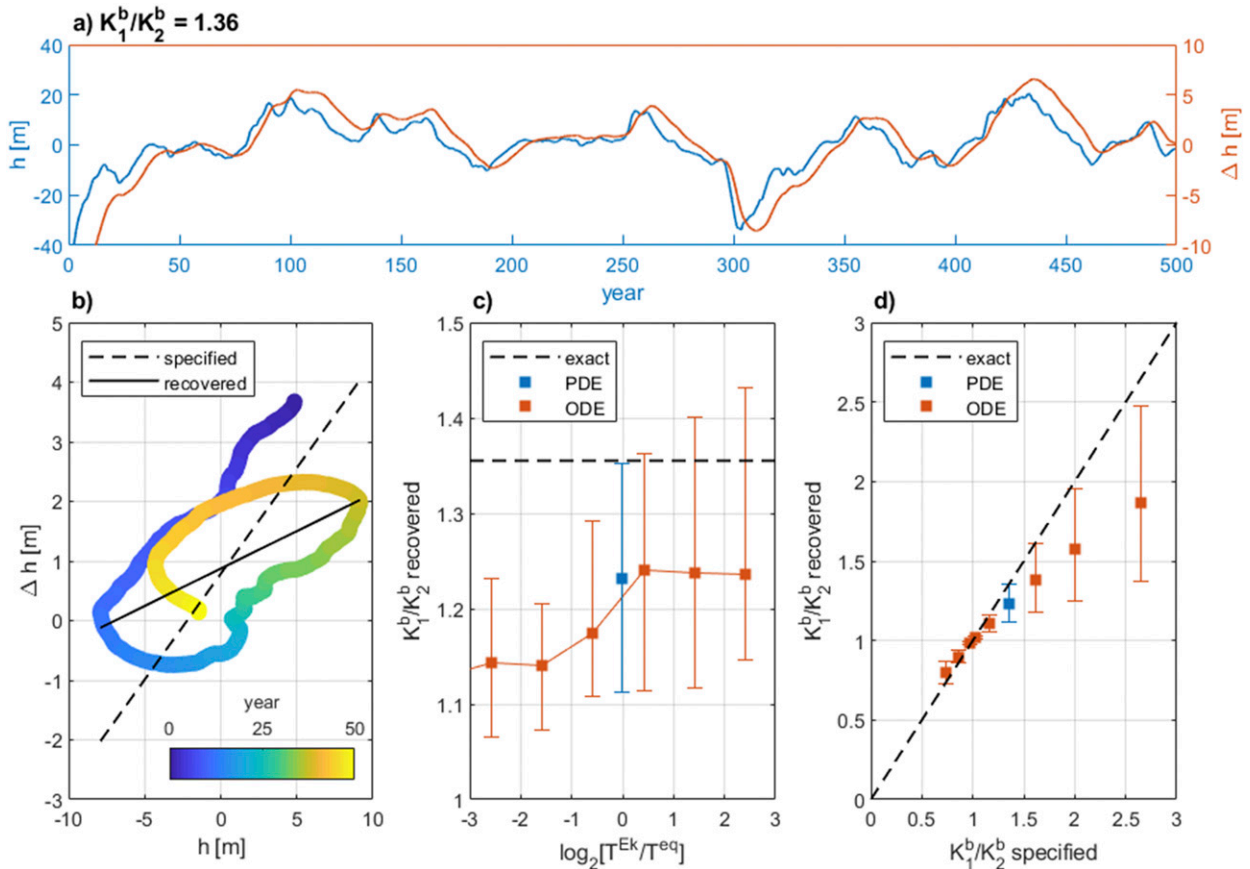 a) K₁ᵇ/K₂ᵇ = 1.36
40
20
0
-20
-40
h [m]
10
5
0
-5
-10
Δ h [m]
0 50 100 150 200 250 300 350 400 450 500
year
b)
5
4
3
2
1
0
-1
-2
-3
Δ h [m]
specified
recovered
year
0 25 50
-10 -5 0 5 10
h [m]
c)
1.5
1.4
1.3
1.2
1.1
1
K₁ᵇ/K₂ᵇ recovered
exact
PDE
ODE
-3 -2 -1 0 1 2 3
log₂[Tᴱᵏ/Tᵉq]
d)
3
2.5
2
1.5
1
0.5
0
K₁ᵇ/K₂ᵇ recovered
exact
PDE
ODE
0 0.5 1 1.5 2 2.5 3
K₁ᵇ/K₂ᵇ specified